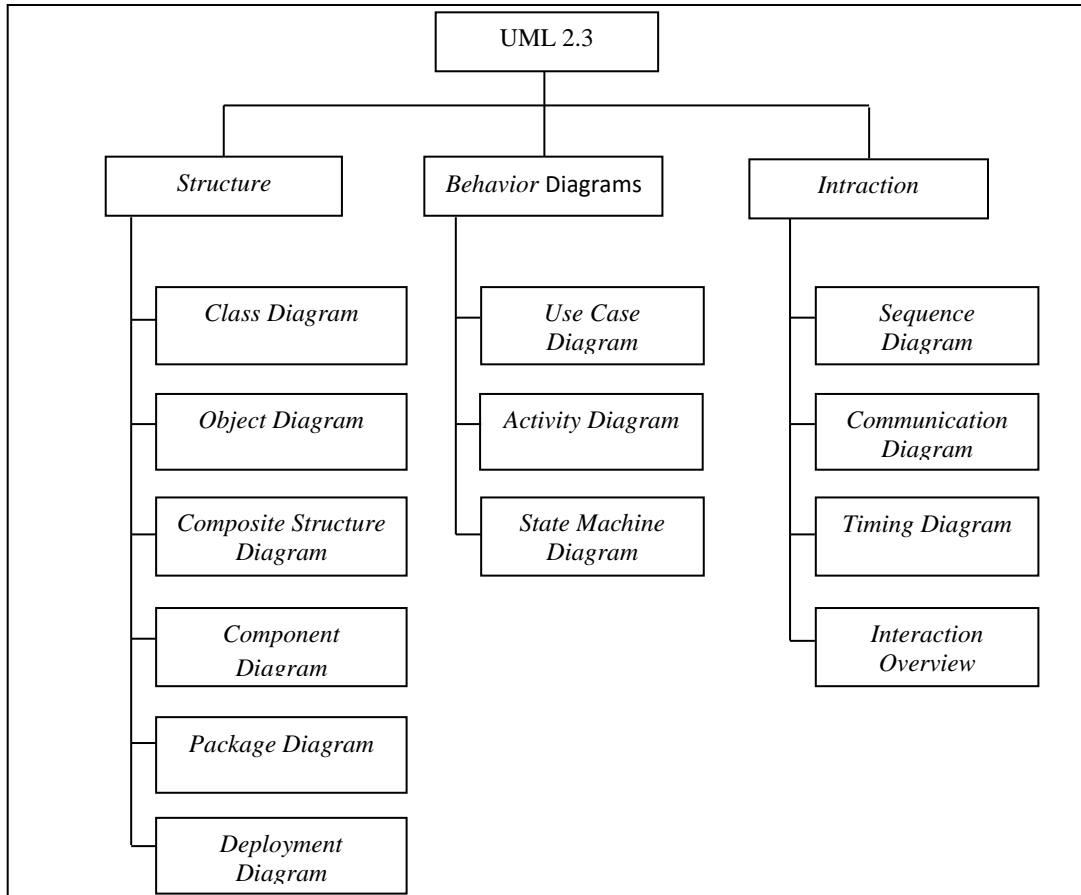 UML 2.3
Structure
Behavior Diagrams
Intraction
Class Diagram
Object Diagram
Composite Structure
Diagram
Component
Diagram
Package Diagram
Deployment
Diagram
Use Case
Diagram
Activity Diagram
State Machine
Diagram
Sequence
Diagram
Communication
Diagram
Timing Diagram
Interaction
Overview